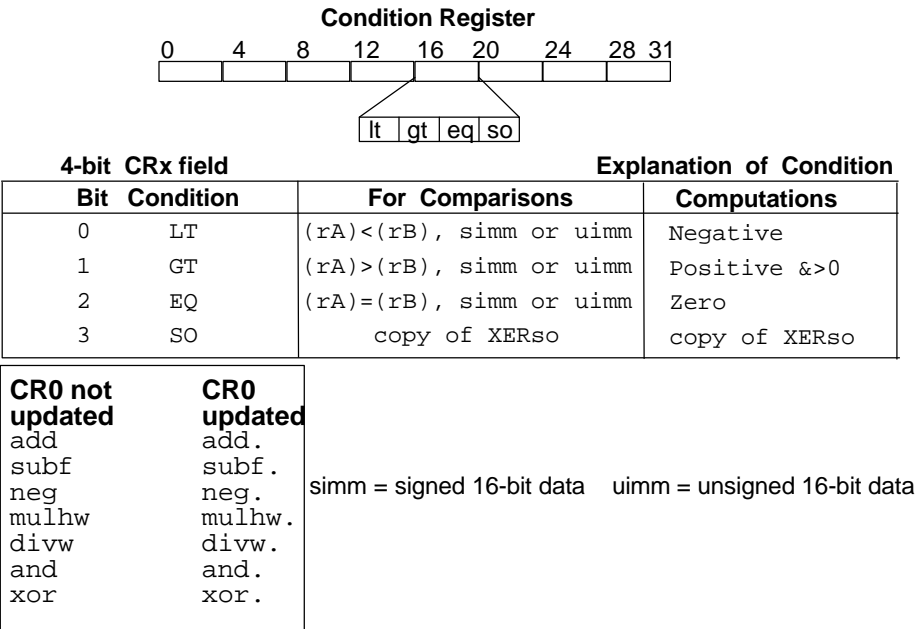 Condition Register
0 4 8 12 16 20 24 28 31
lt gt eq so
4-bit CRx field Explanation of Condition
Bit Condition For Comparisons Computations
0 LT (rA)<(rB), simm or uimm Negative
1 GT (rA)>(rB), simm or uimm Positive &>0
2 EQ (rA)=(rB), simm or uimm Zero
3 SO copy of XERso copy of XERso
CR0 not CR0
updated updated
add add.
subf subf.
neg neg.
mulhw mulhw.
divw divw.
and and.
xor xor.
simm = signed 16-bit data uimm = unsigned 16-bit data